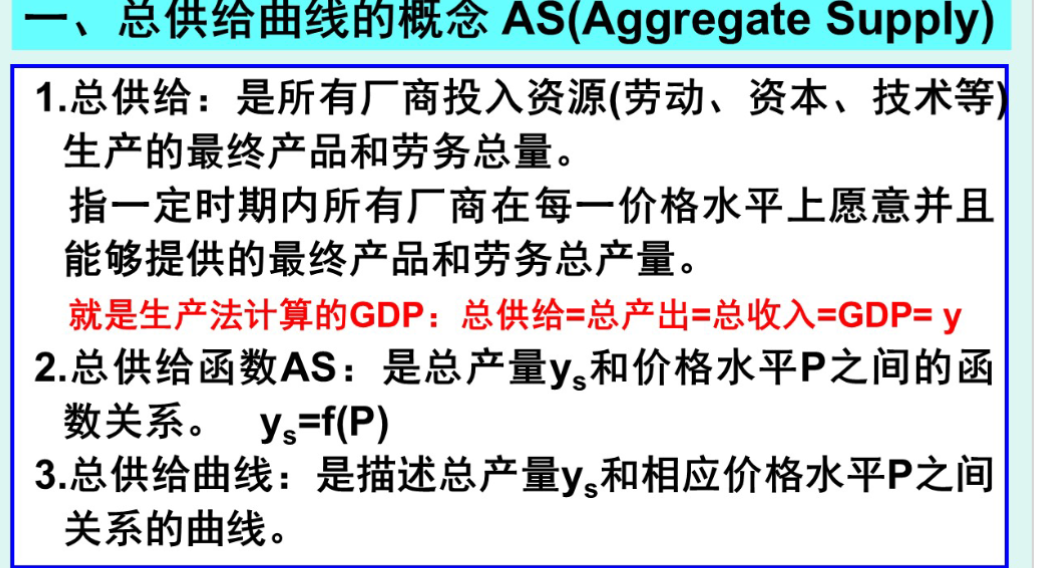 一、总供给曲线的概念 AS(Aggregate Supply)
1.总供给：是所有厂商投入资源(劳动、资本、技术等)
生产的最终产品和劳务总量。
指一定时期内所有厂商在每一价格水平上愿意并且
能够提供的最终产品和劳务总产量。
就是生产法计算的GDP：总供给=总产出=总收入=GDP= y
2.总供给函数AS：是总产量yₛ和价格水平P之间的函
数关系。 yₛ=f(P)
3.总供给曲线：是描述总产量yₛ和相应价格水平P之间
关系的曲线。